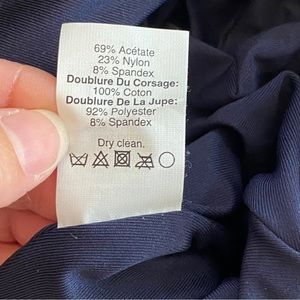 69% Acétate
23% Nylon
8% Spandex
Doublure Du Corsage:
100% Coton
Doublure De La Jupe:
92% Polyester
8% Spandex
Dry clean.